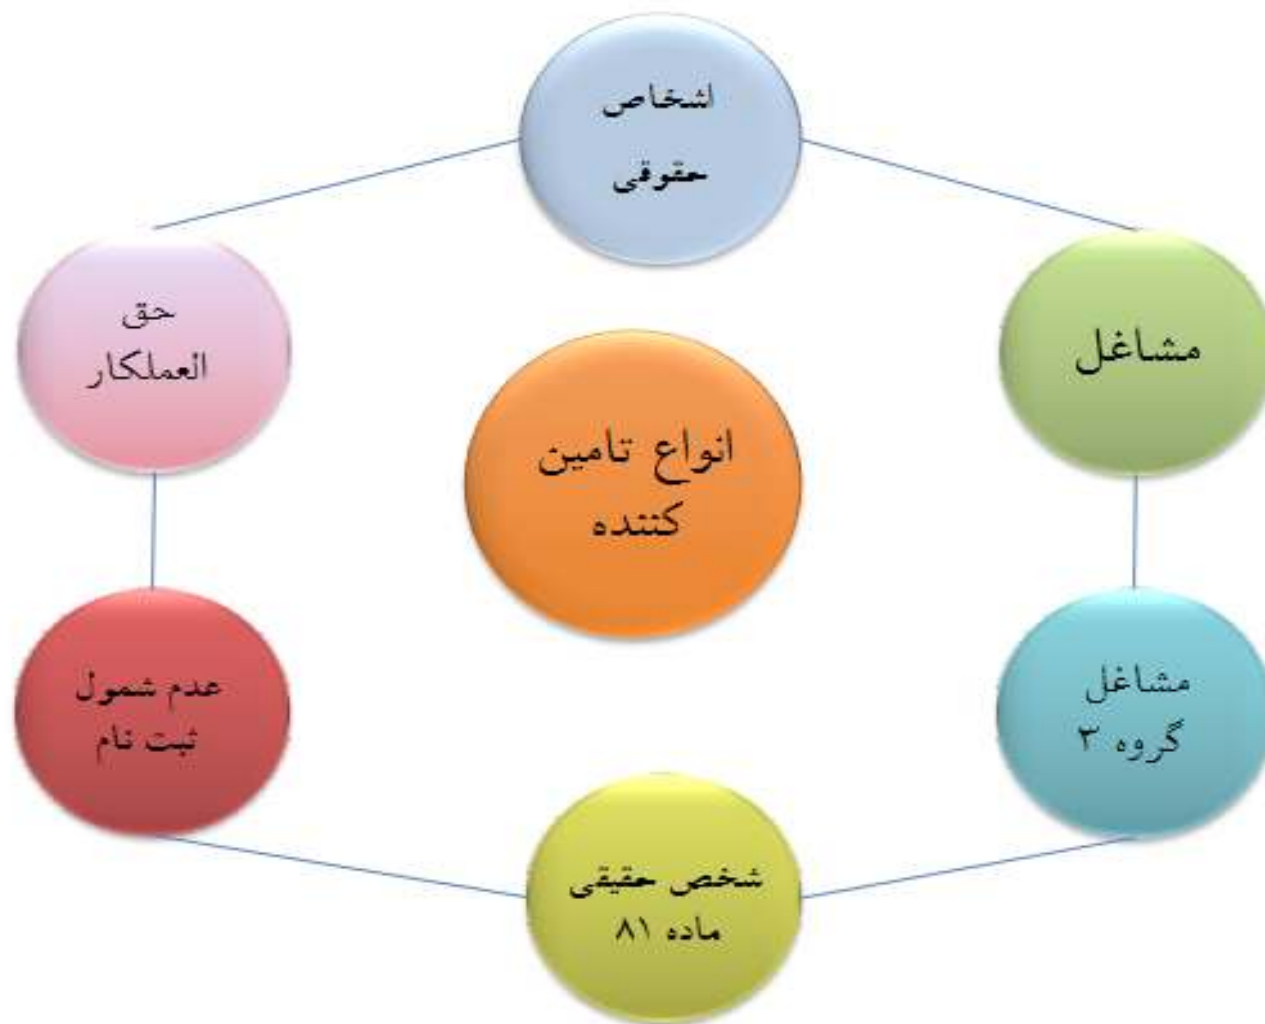 اشخاص
حقوقی
مشاغل
حق
العملکار
انواع تامین
کننده
مشاغل
گروه ۳
عدم شمول
ثبت نام
شخص حقیقی
ماده ۸۱